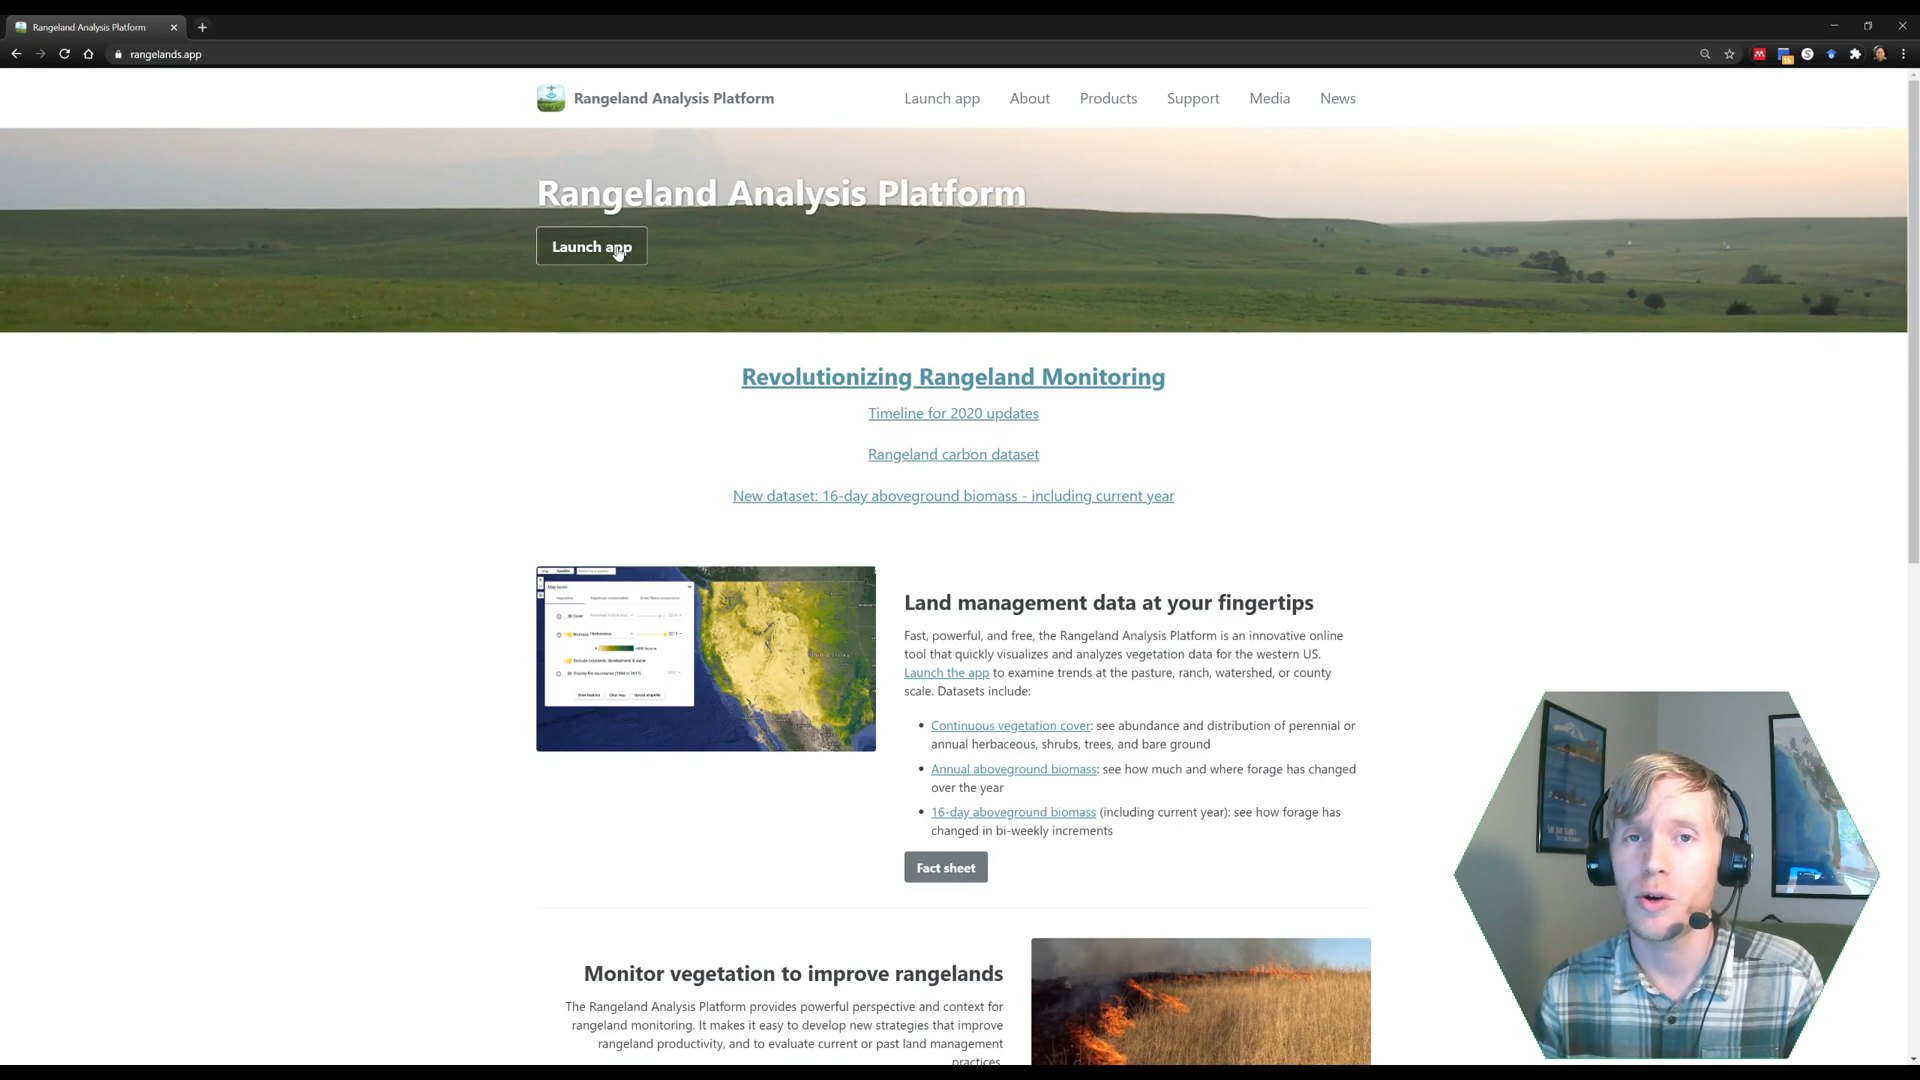 Rangeland Analysis Platform
rangelands.app
Rangeland Analysis Platform
Launch app
About
Products
Support
Media
News
Rangeland Analysis Platform
Launch app
Revolutionizing Rangeland Monitoring
Timeline for 2020 updates
Rangeland carbon dataset
New dataset: 16-day aboveground biomass - including current year
Land management data at your fingertips
Fast, powerful, and free, the Rangeland Analysis Platform is an innovative online
tool that quickly visualizes and analyzes vegetation data for the western US.
Launch the app to examine trends at the pasture, ranch, watershed, or county
scale. Datasets include:
Continuous vegetation cover: see abundance and distribution of perennial or
annual herbaceous, shrubs, trees, and bare ground
Annual aboveground biomass: see how much and where forage has changed
over the year
16-day aboveground biomass (including current year): see how forage has
changed in bi-weekly increments
Fact sheet
Monitor vegetation to improve rangelands
The Rangeland Analysis Platform provides powerful perspective and context for
rangeland monitoring. It makes it easy to develop new strategies that improve
rangeland productivity, and to evaluate current or past land management
practices.